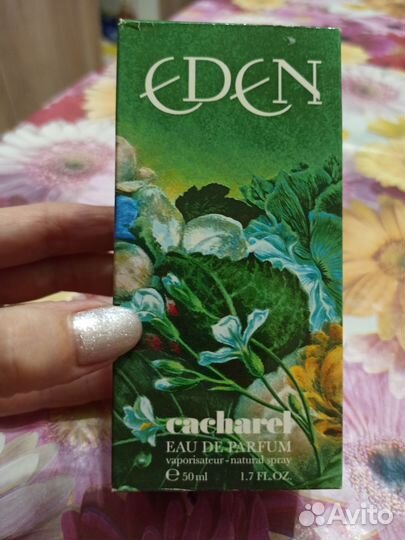 EDEN
cacharel
EAU DE PARFUM
vaporisateur - natural spray
℮ 50 ml 1.7 FL.OZ.
Avito